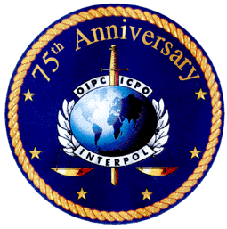 75th Anniversary
OIPC ICPO
INTERPOL